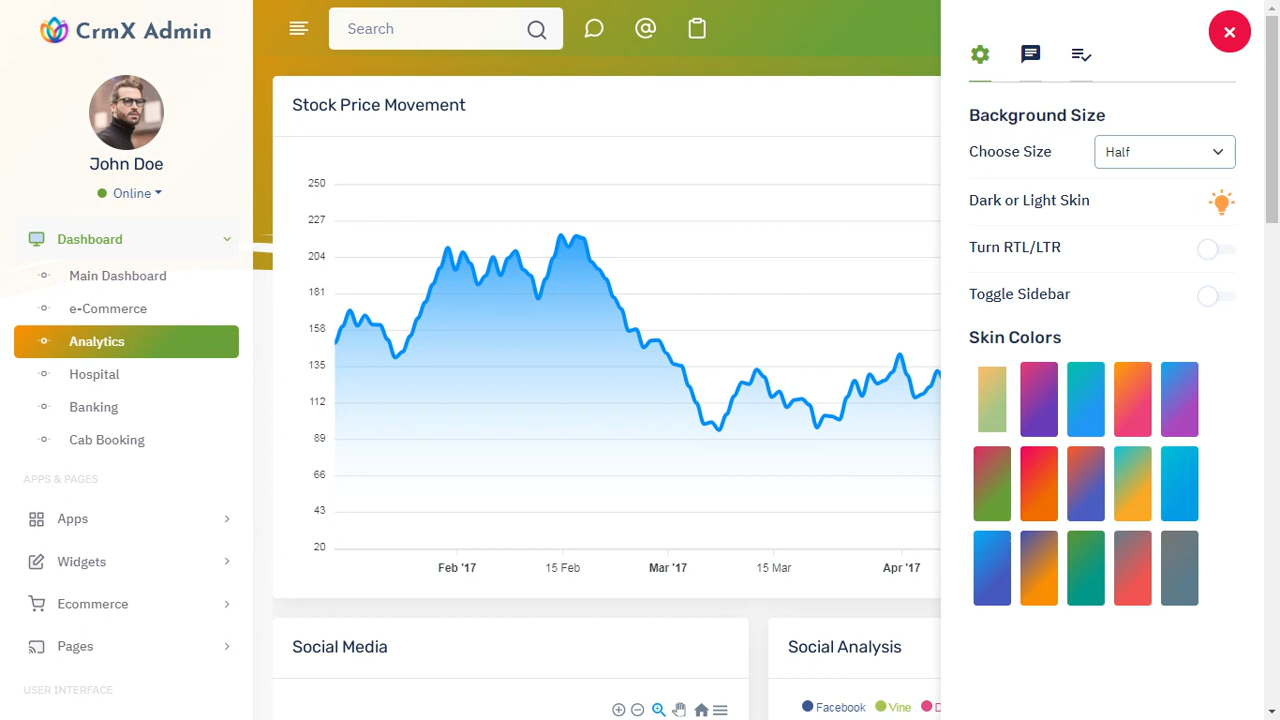 CrmX Admin
John Doe
Online
Dashboard
Main Dashboard
e-Commerce
Analytics
Hospital
Banking
Cab Booking
APPS & PAGES
Apps
Widgets
Ecommerce
Pages
USER INTERFACE
Search
Stock Price Movement
250
227
204
181
158
135
112
89
66
43
20
Feb '17
15 Feb
Mar '17
15 Mar
Apr '17
Social Media
Social Analysis
Facebook
Vine
Background Size
Choose Size
Half
Dark or Light Skin
Turn RTL/LTR
Toggle Sidebar
Skin Colors